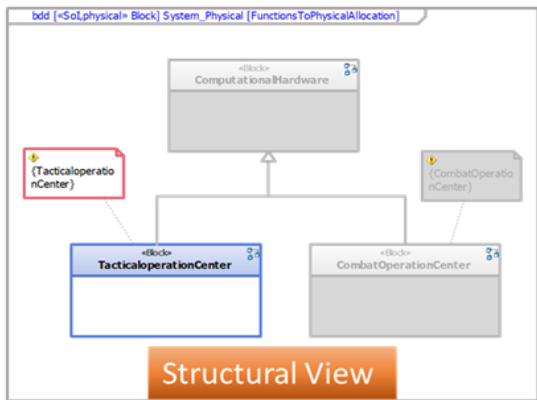 bdd [«SoI,physical» Block] System_Physical [FunctionsToPhysicalAllocation]
«Block»
ComputationalHardware
{Tacticaloperatio
nCenter}
{CombatOperatio
nCenter}
«Block»
TacticaloperationCenter
«Block»
CombatOperationCenter
Structural View